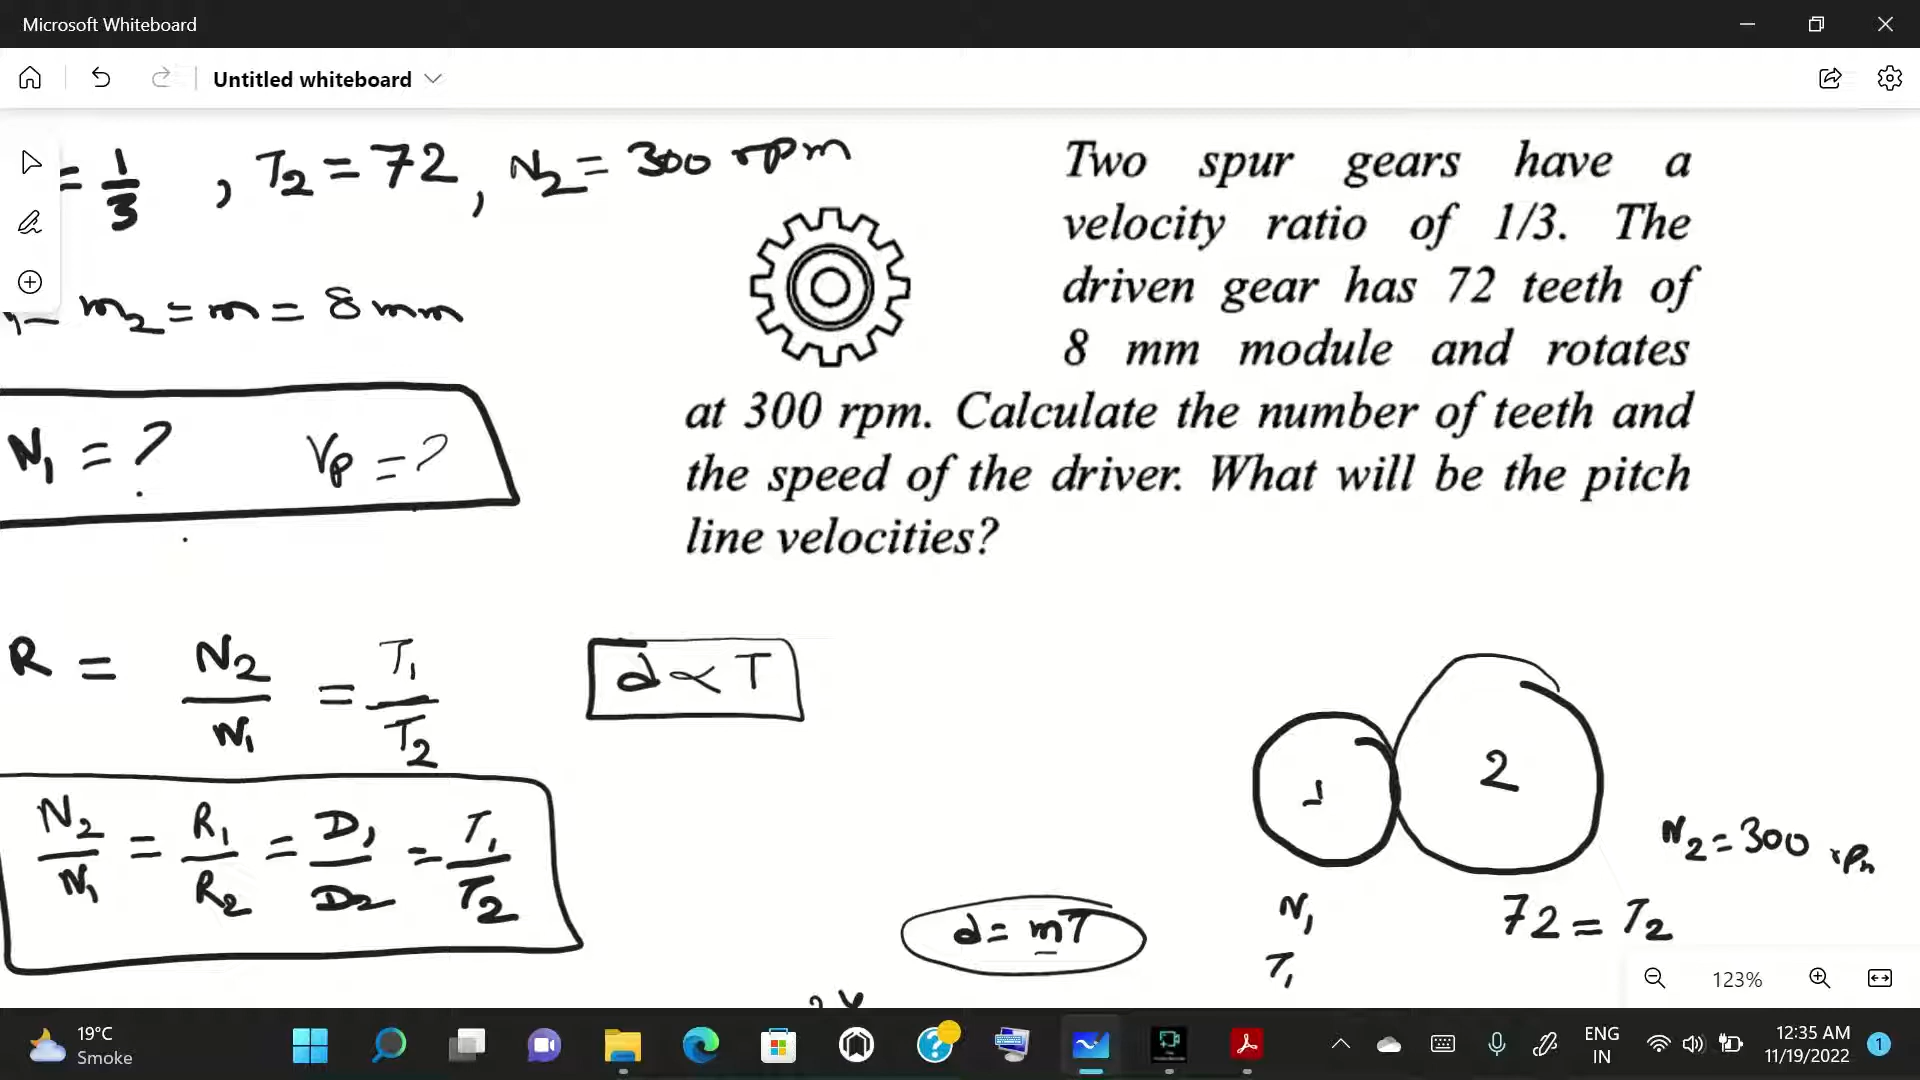 Microsoft Whiteboard
Untitled whiteboard
= 1/3 , T2 = 72 , N2 = 300 rpm
m2 = m = 8 mm
N1 = ? Vp = ?
Two spur gears have a
velocity ratio of 1/3. The
driven gear has 72 teeth of
8 mm module and rotates
at 300 rpm. Calculate the number of teeth and
the speed of the driver. What will be the pitch
line velocities?
R = N2/N1 = T1/T2
d ∝ T
N2/N1 = R1/R2 = D1/D2 = T1/T2
d = mT
1
2
N2 = 300 rpm
N1
72 = T2
T1
123%
19°C
Smoke
ENG
IN
12:35 AM
11/19/2022
1